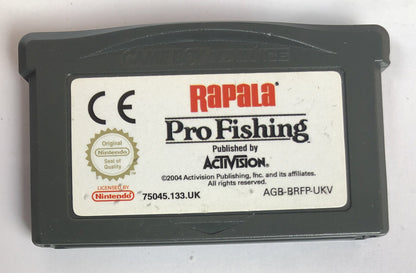 GAME BOY ADVANCE
CE
RAPALA
Pro Fishing
Published by
ACTIVISION®
Original
Nintendo
Seal of
Quality
©2004 Activision Publishing, Inc. and its affiliates.
All rights reserved.
LICENSED BY
Nintendo
75045.133.UK
AGB-BRFP-UKV